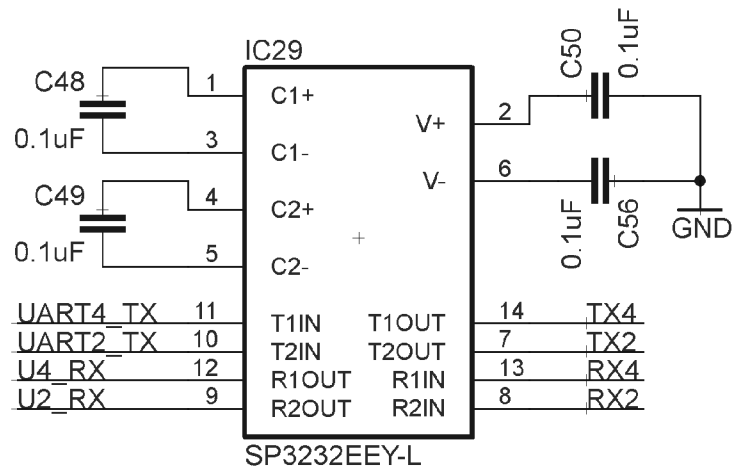 IC29
C48
0.1uF
C49
0.1uF
1
3
4
5
11
10
12
9
C1+
C1-
C2+
C2-
T1IN
T2IN
R1OUT
R2OUT
V+
V-
T1OUT
T2OUT
R1IN
R2IN
2
6
14
7
13
8
C50
0.1uF
0.1uF
C56
GND
UART4_TX
UART2_TX
U4_RX
U2_RX
TX4
TX2
RX4
RX2
SP3232EEY-L